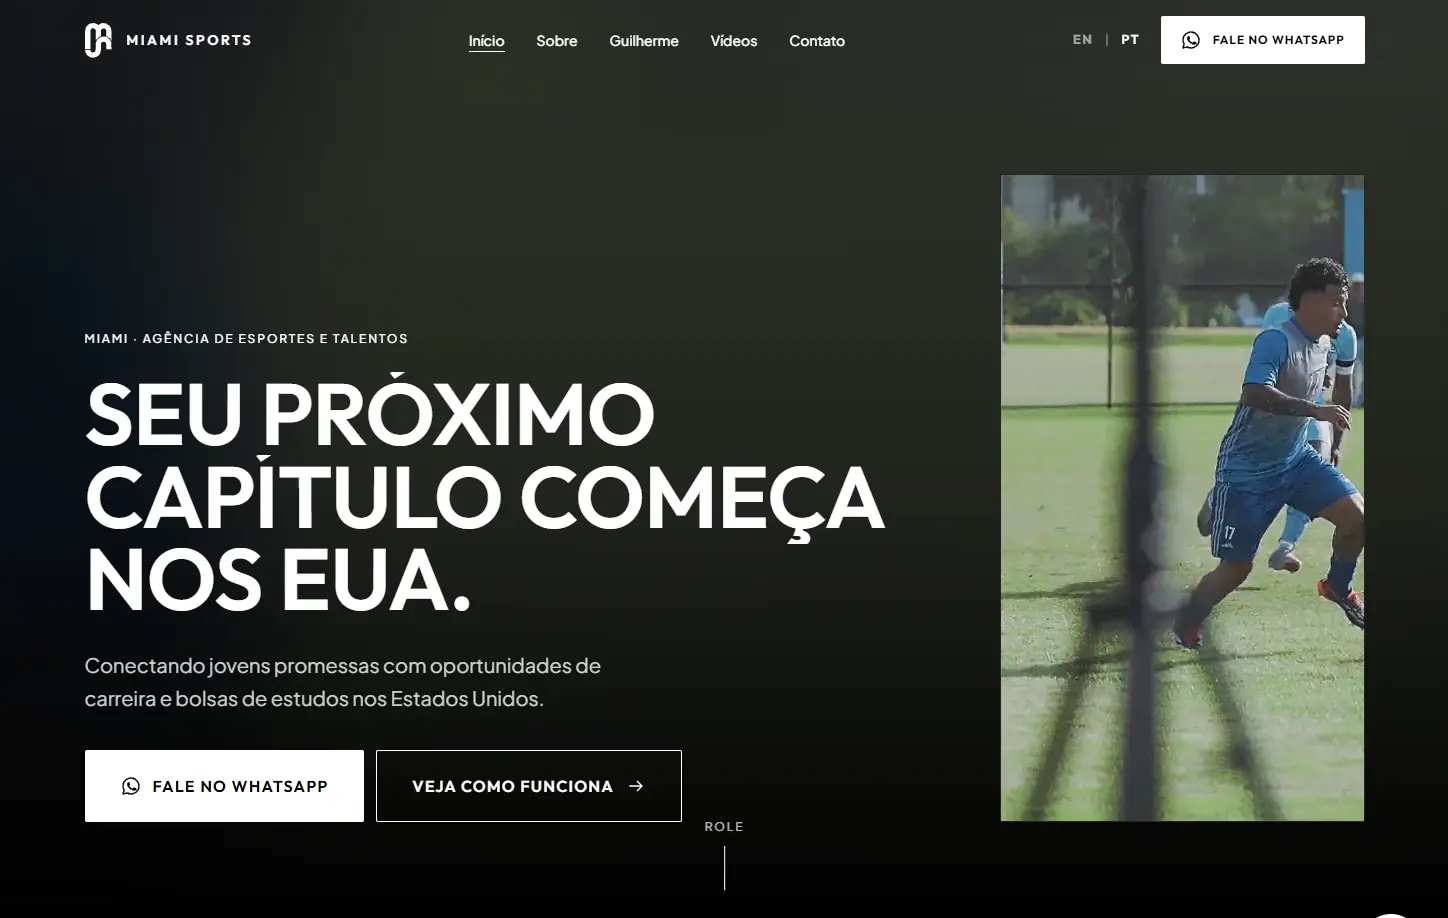 MIAMI SPORTS
Início
Sobre
Guilherme
Vídeos
Contato
EN | PT
FALE NO WHATSAPP
MIAMI · AGÊNCIA DE ESPORTES E TALENTOS
SEU PRÓXIMO
CAPÍTULO COMEÇA
NOS EUA.
Conectando jovens promessas com oportunidades de
carreira e bolsas de estudos nos Estados Unidos.
FALE NO WHATSAPP
VEJA COMO FUNCIONA →
ROLE
17